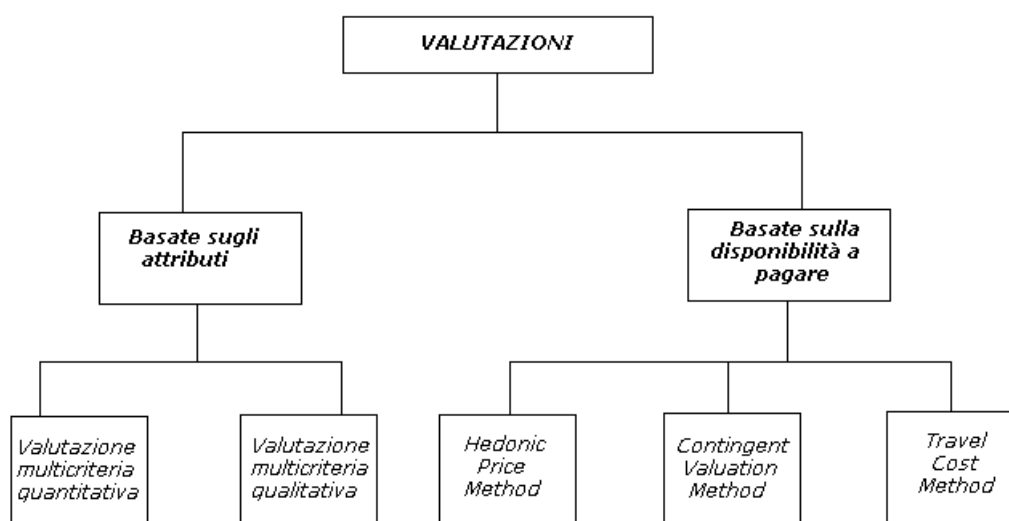 VALUTAZIONI
Basate sugli
attributi
Basate sulla
disponibilità a
pagare
Valutazione
multicriteria
quantitativa
Valutazione
multicriteria
qualitativa
Hedonic
Price
Method
Contingent
Valuation
Method
Travel
Cost
Method